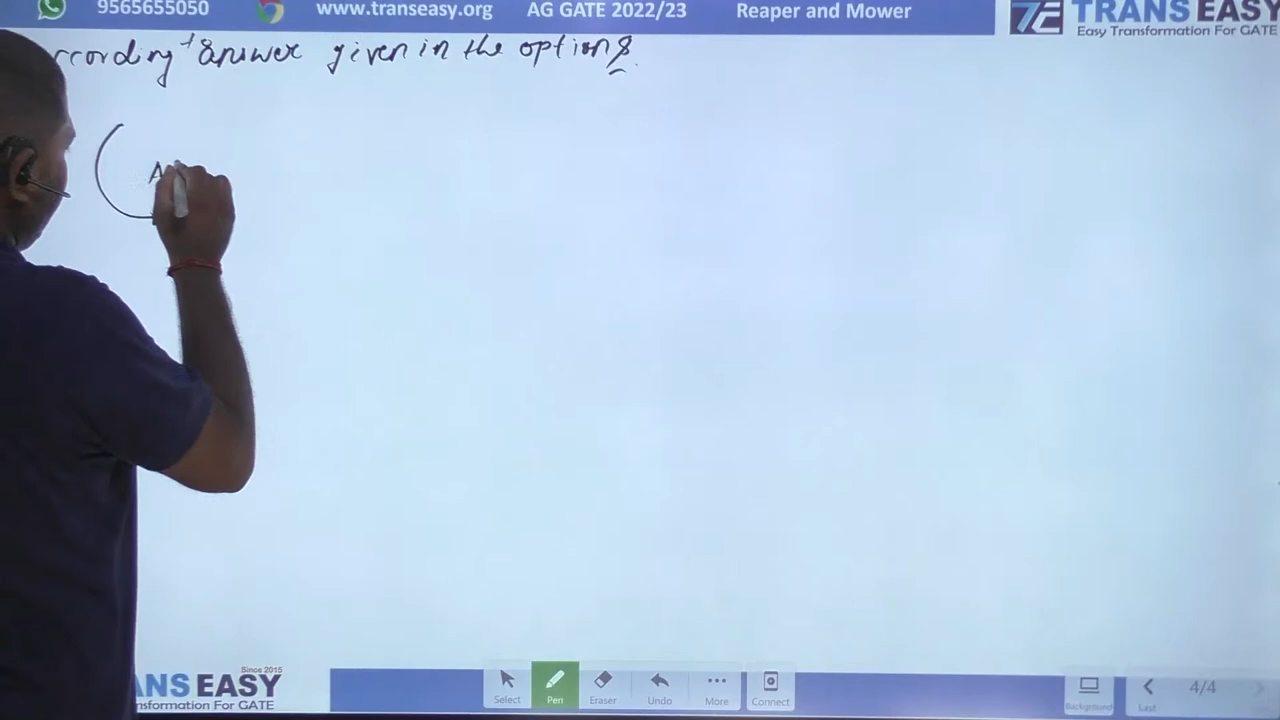 9565655050 www.transeasy.org AG GATE 2022/23 Reaper and Mower TRANS EASY
Easy Transformation For GATE
ccording answer given in the options.
A
Since 2015
ANS EASY
nsformation For GATE
Select Pen Eraser Undo More Connect Background Last 4/4